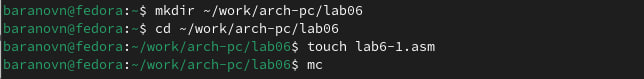 baranovn@fedora:~$ mkdir ~/work/arch-pc/lab06
baranovn@fedora:~$ cd ~/work/arch-pc/lab06
baranovn@fedora:~/work/arch-pc/lab06$ touch lab6-1.asm
baranovn@fedora:~/work/arch-pc/lab06$ mc